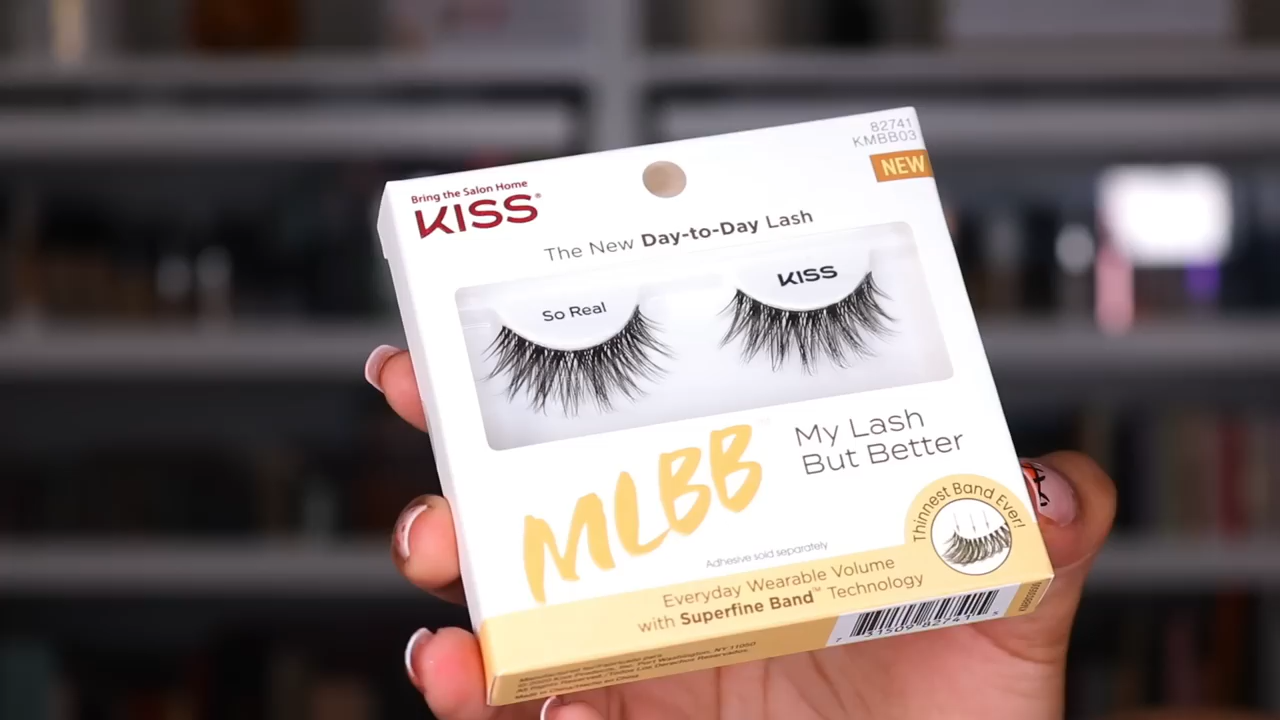 82741
KMBB03
NEW
Bring the Salon Home
KISS®
The New Day-to-Day Lash
So Real
KISS
MLBB
My Lash
But Better
Thinnest Band Ever!
Adhesive sold separately
Everyday Wearable Volume
with Superfine Band™ Technology